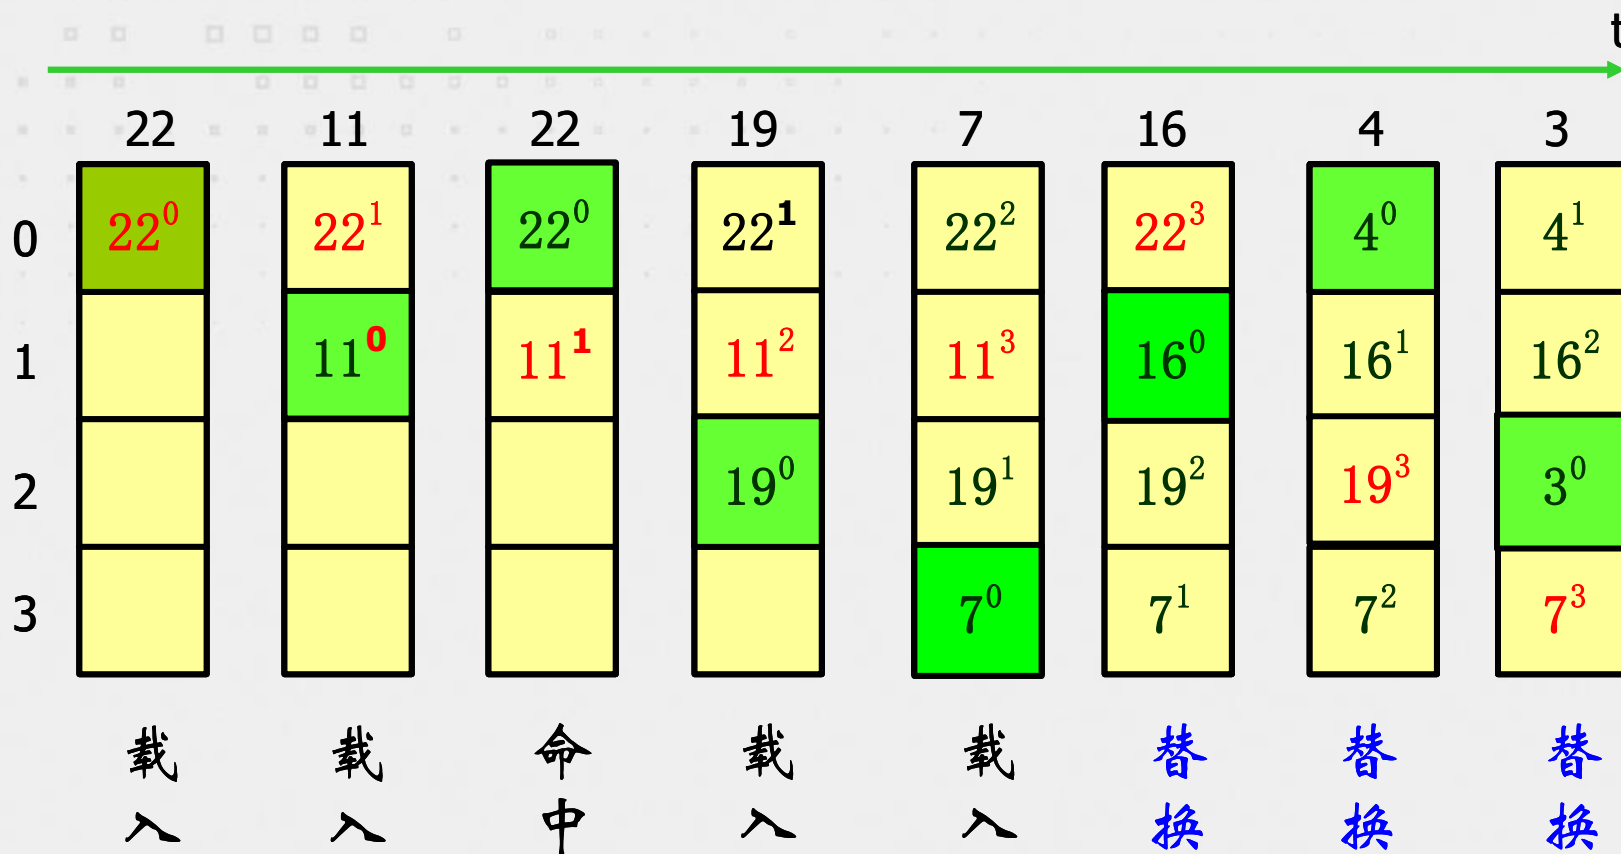 t
22 11 22 19 7 16 4 3
0 22⁰ 22¹ 22⁰ 22¹ 22² 22³ 4⁰ 4¹
1 11⁰ 11¹ 11² 11³ 16⁰ 16¹ 16²
2 19⁰ 19¹ 19² 19³ 3⁰
3 7⁰ 7¹ 7² 7³
载入 载入 命中 载入 载入 替换 替换 替换